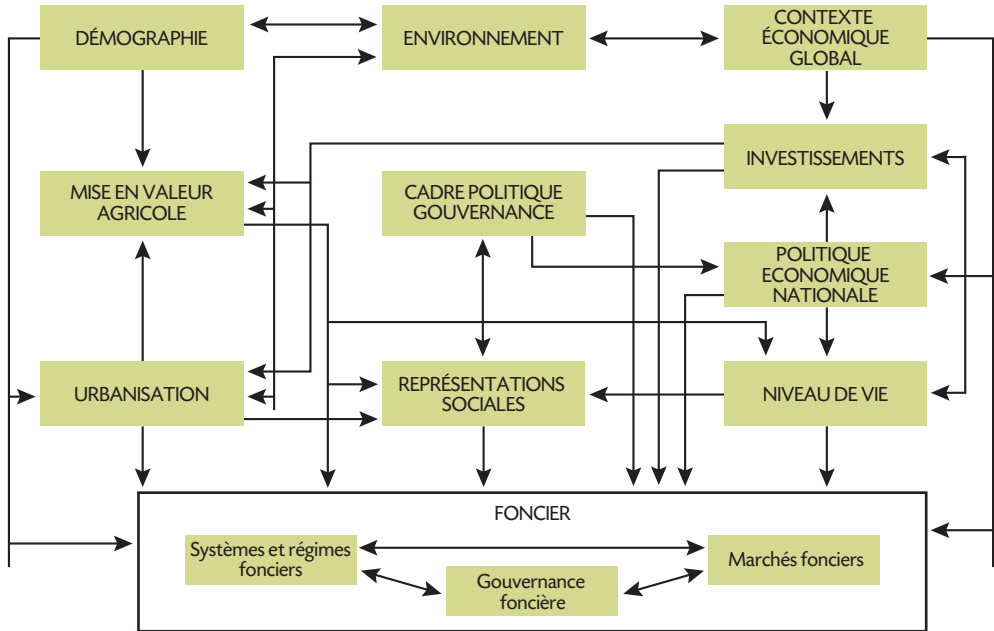 DÉMOGRAPHIE
ENVIRONNEMENT
CONTEXTE
ÉCONOMIQUE
GLOBAL
INVESTISSEMENTS
MISE EN VALEUR
AGRICOLE
CADRE POLITIQUE
GOUVERNANCE
POLITIQUE
ECONOMIQUE
NATIONALE
URBANISATION
REPRÉSENTATIONS
SOCIALES
NIVEAU DE VIE
FONCIER
Systèmes et régimes
fonciers
Gouvernance
foncière
Marchés fonciers